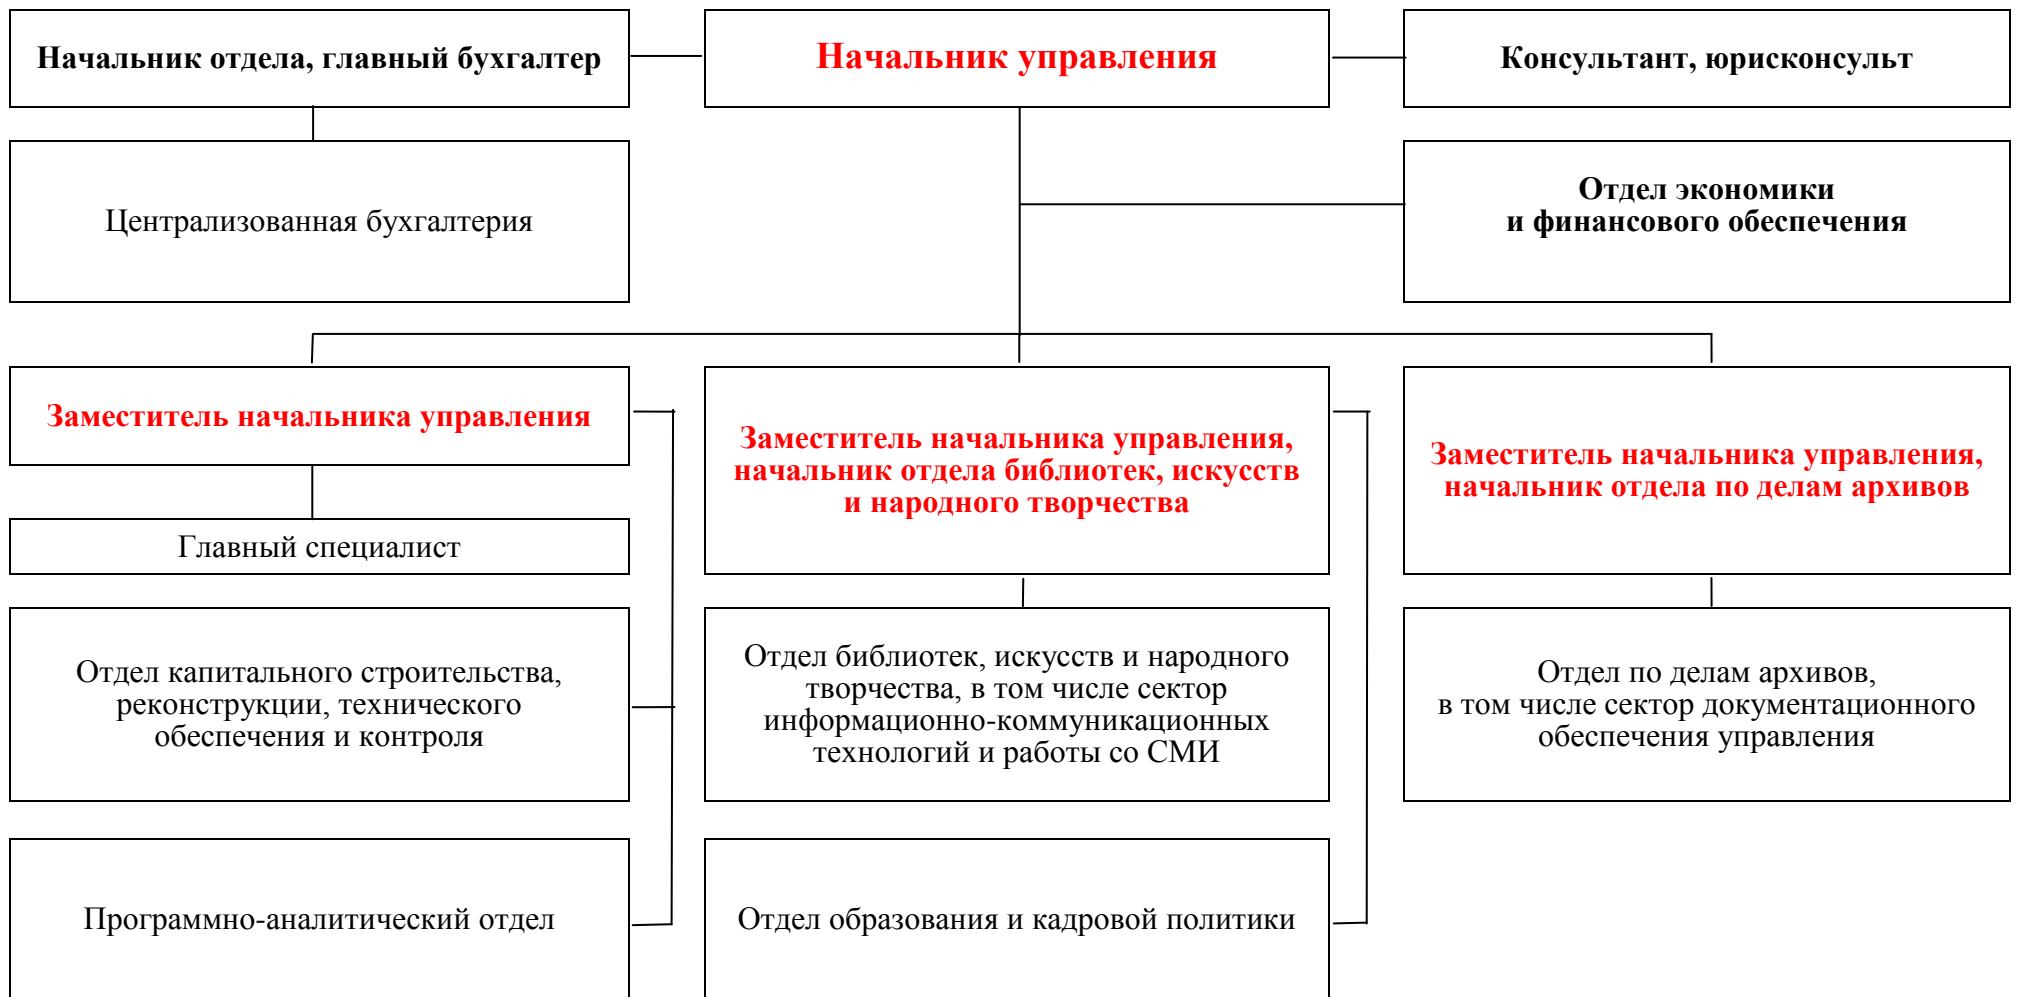 Начальник отдела, главный бухгалтер
Начальник управления
Консультант, юрисконсульт
Централизованная бухгалтерия
Отдел экономики
и финансового обеспечения
Заместитель начальника управления
Заместитель начальника управления,
начальник отдела библиотек, искусств
и народного творчества
Заместитель начальника управления,
начальник отдела по делам архивов
Главный специалист
Отдел капитального строительства,
реконструкции, технического
обеспечения и контроля
Отдел библиотек, искусств и народного
творчества, в том числе сектор
информационно-коммуникационных
технологий и работы со СМИ
Отдел по делам архивов,
в том числе сектор документационного
обеспечения управления
Программно-аналитический отдел
Отдел образования и кадровой политики